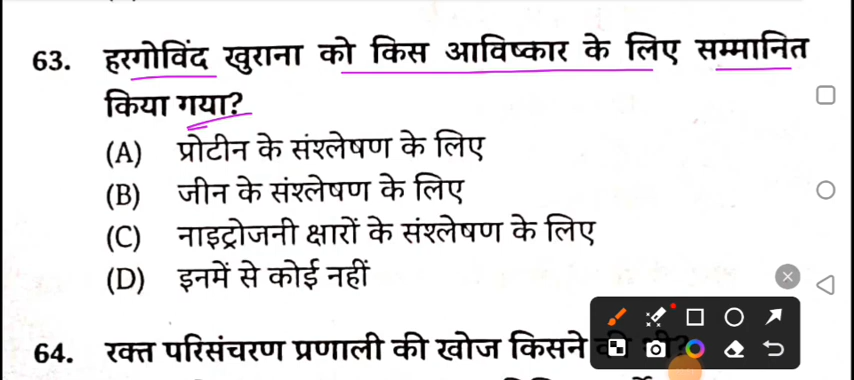 63. हरगोविंद खुराना को किस आविष्कार के लिए सम्मानित
किया गया?
(A) प्रोटीन के संश्लेषण के लिए
(B) जीन के संश्लेषण के लिए
(C) नाइट्रोजनी क्षारों के संश्लेषण के लिए
(D) इनमें से कोई नहीं
64. रक्त परिसंचरण प्रणाली की खोज किसने की थी?